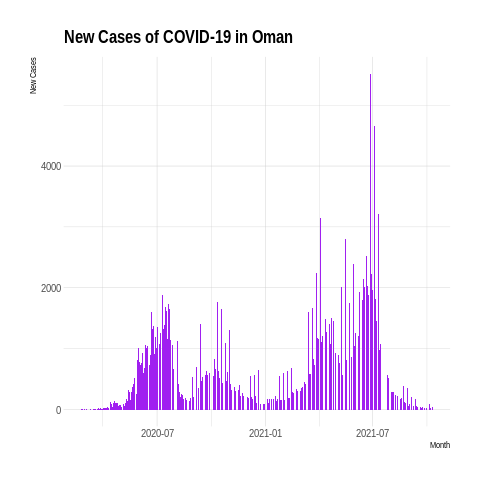 New Cases of COVID-19 in Oman
New Cases
4000
2000
0
2020-07
2021-01
2021-07
Month